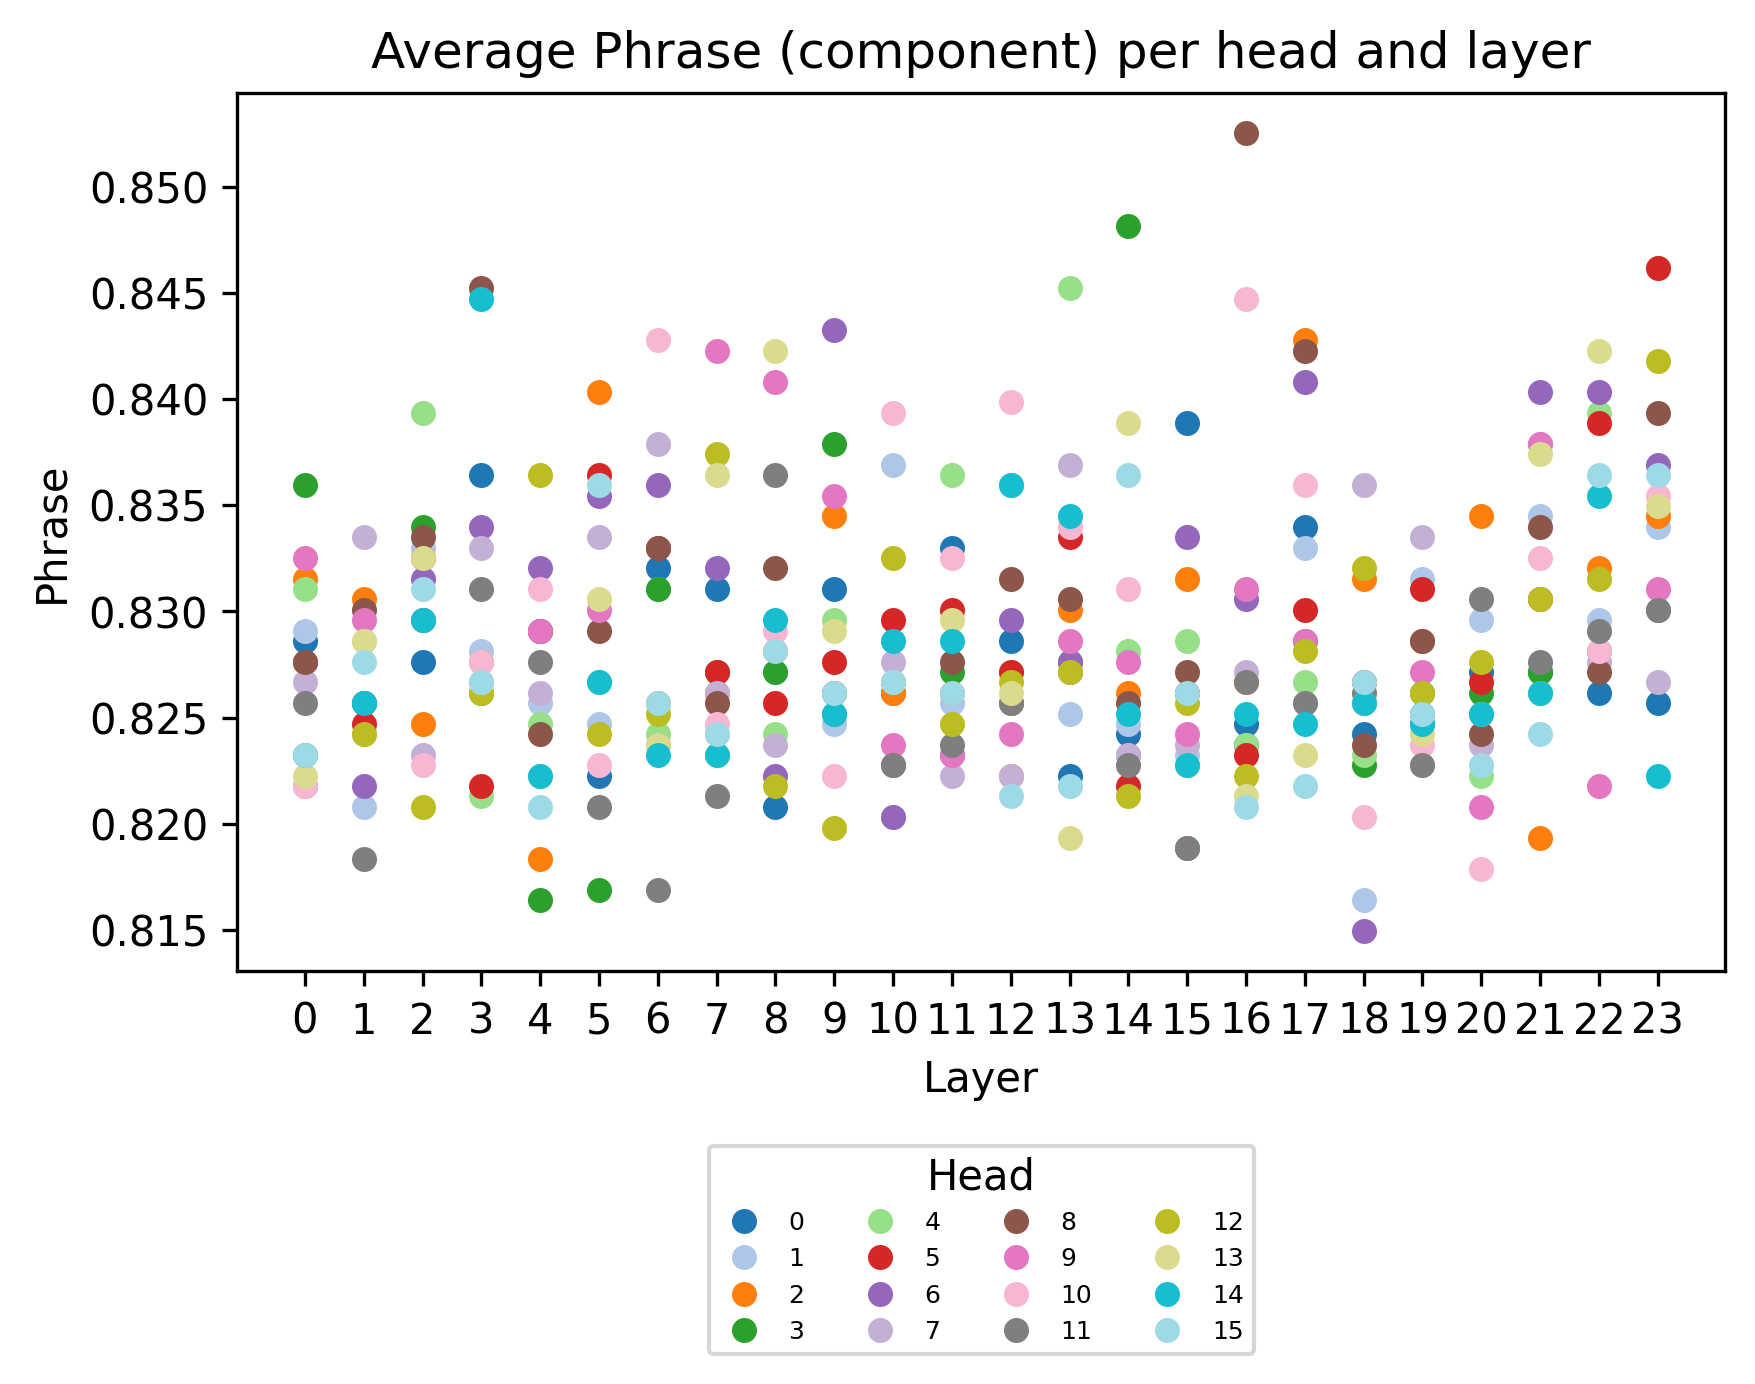 Average Phrase (component) per head and layer
Phrase
0.850
0.845
0.840
0.835
0.830
0.825
0.820
0.815
0 1 2 3 4 5 6 7 8 9 10 11 12 13 14 15 16 17 18 19 20 21 22 23
Layer
Head
0 4 8 12
1 5 9 13
2 6 10 14
3 7 11 15